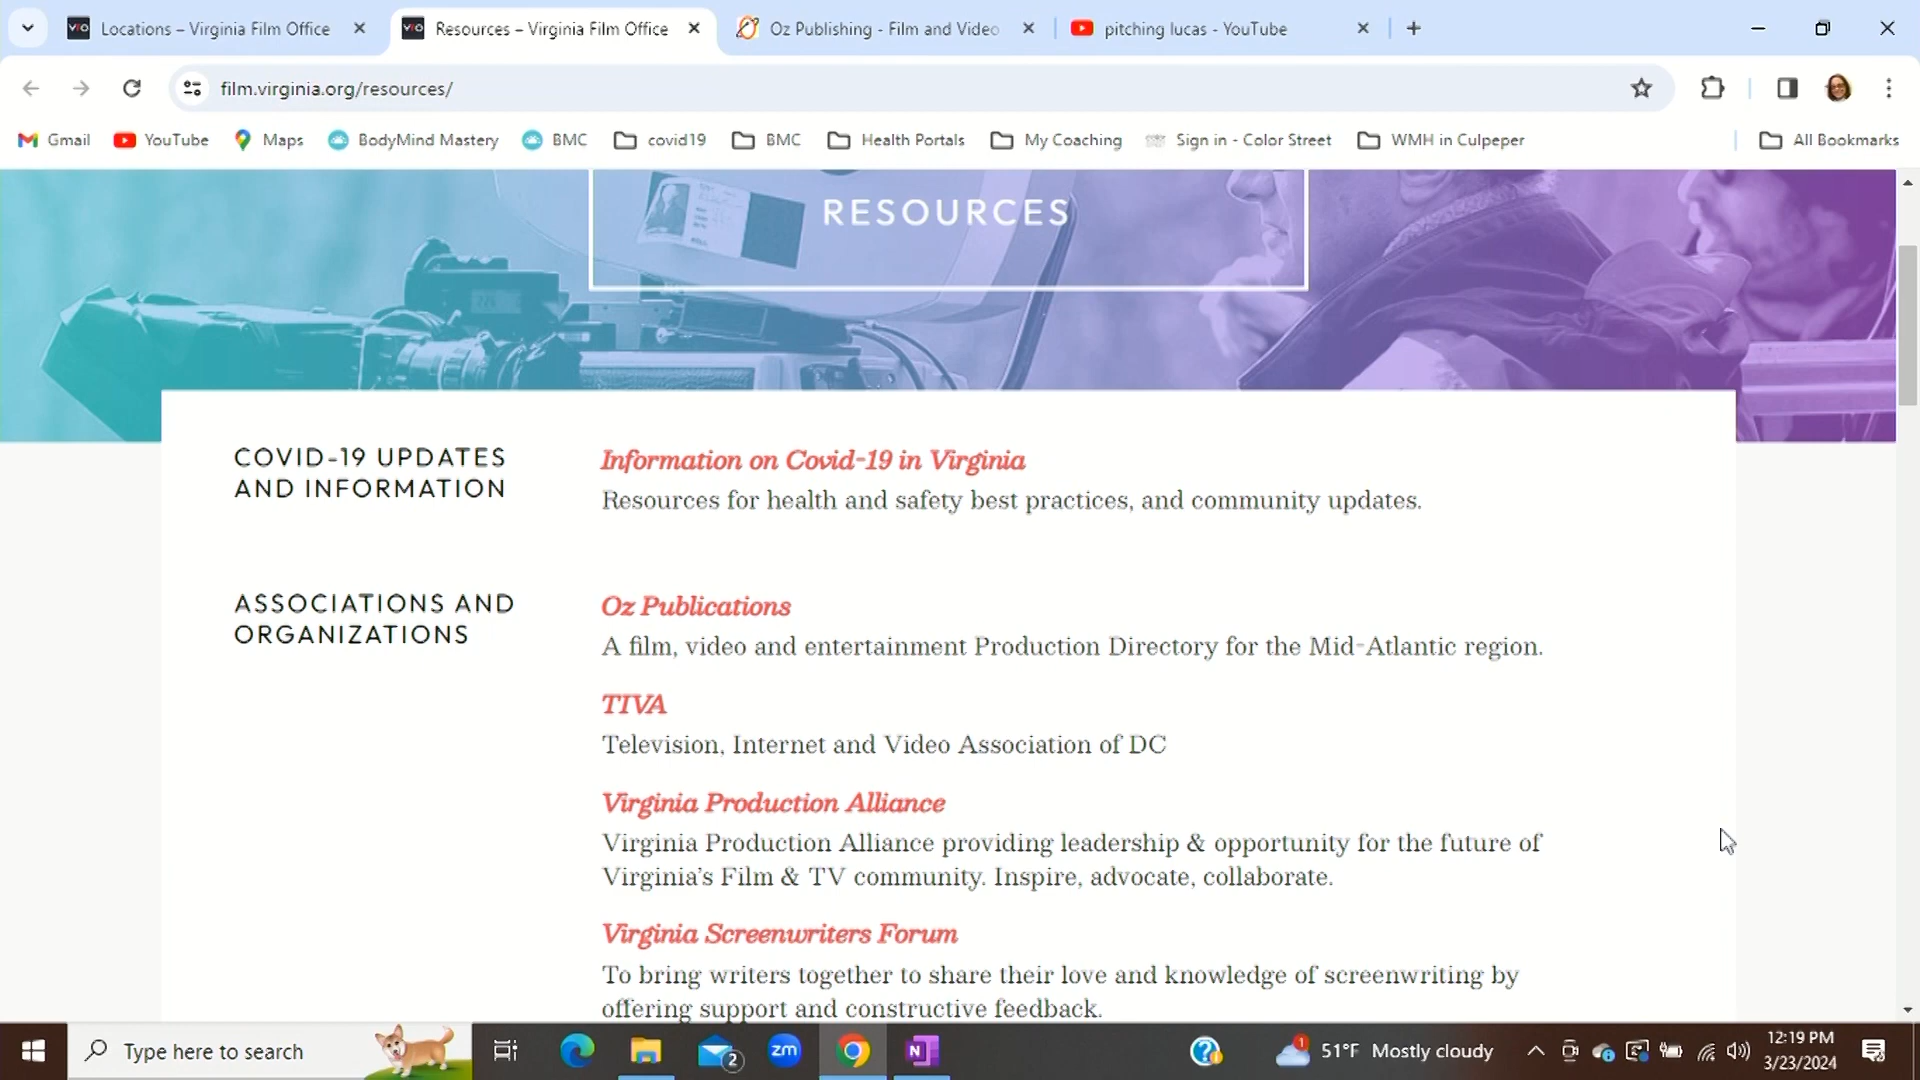 Locations – Virginia Film Office
Resources – Virginia Film Office
Oz Publishing - Film and Video
pitching lucas - YouTube
film.virginia.org/resources/
Gmail
YouTube
Maps
BodyMind Mastery
BMC
covid19
BMC
Health Portals
My Coaching
Sign in - Color Street
WMH in Culpeper
All Bookmarks
RESOURCES
COVID-19 UPDATES
AND INFORMATION
Information on Covid-19 in Virginia
Resources for health and safety best practices, and community updates.
ASSOCIATIONS AND
ORGANIZATIONS
Oz Publications
A film, video and entertainment Production Directory for the Mid-Atlantic region.
TIVA
Television, Internet and Video Association of DC
Virginia Production Alliance
Virginia Production Alliance providing leadership & opportunity for the future of
Virginia's Film & TV community. Inspire, advocate, collaborate.
Virginia Screenwriters Forum
To bring writers together to share their love and knowledge of screenwriting by
offering support and constructive feedback.
Type here to search
2
zm
N
1
51°F Mostly cloudy
12:19 PM
3/23/2024